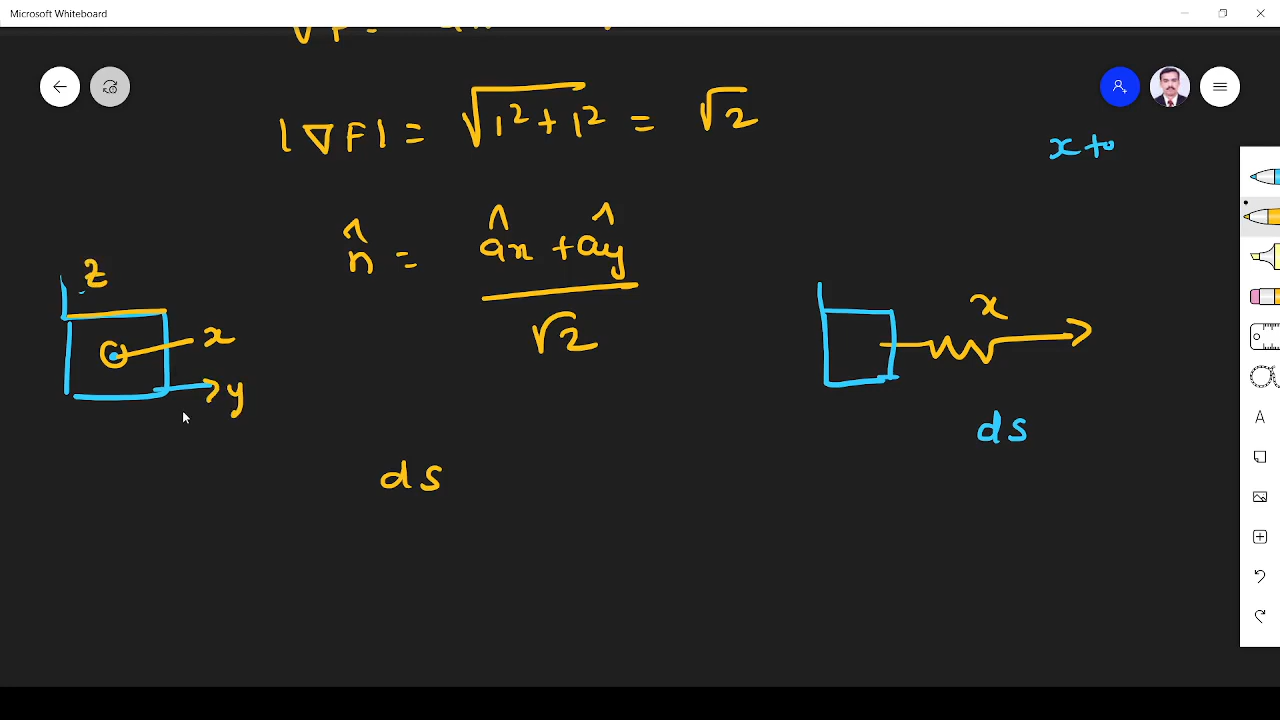 Microsoft Whiteboard
|∇F| = √1² + 1² = √2
x +
n̂ = âx + ây
√2
z
x
y
x
ds
ds
A